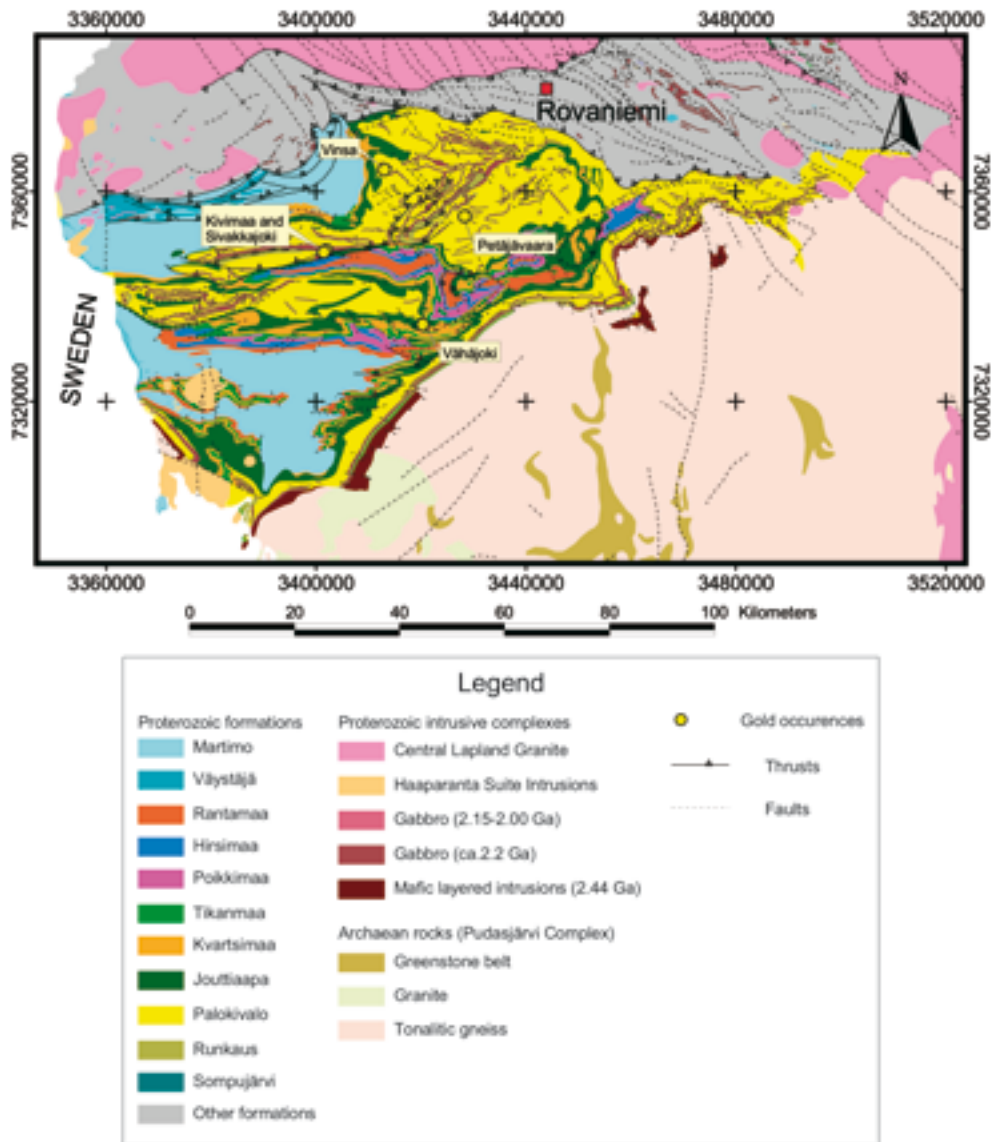 3360000 3400000 3440000 3480000 3520000
N
Rovaniemi
Vinsa
7360000 7360000
Kivimaa and
Sivakkajoki
Petäjävaara
SWEDEN
Vähäjoki
7320000 7320000
3360000 3400000 3440000 3480000 3520000
0 20 40 60 80 100 Kilometers
Legend
Proterozoic formations
Martimo
Väystäjä
Rantamaa
Hirsimaa
Poikkimaa
Tikanmaa
Kvartsimaa
Jouttiaapa
Palokivalo
Runkaus
Sompujärvi
Other formations
Proterozoic intrusive complexes
Central Lapland Granite
Haaparanta Suite Intrusions
Gabbro (2.15-2.00 Ga)
Gabbro (ca.2.2 Ga)
Mafic layered intrusions (2.44 Ga)
Archaean rocks (Pudasjärvi Complex)
Greenstone belt
Granite
Tonalitic gneiss
Gold occurences
Thrusts
Faults